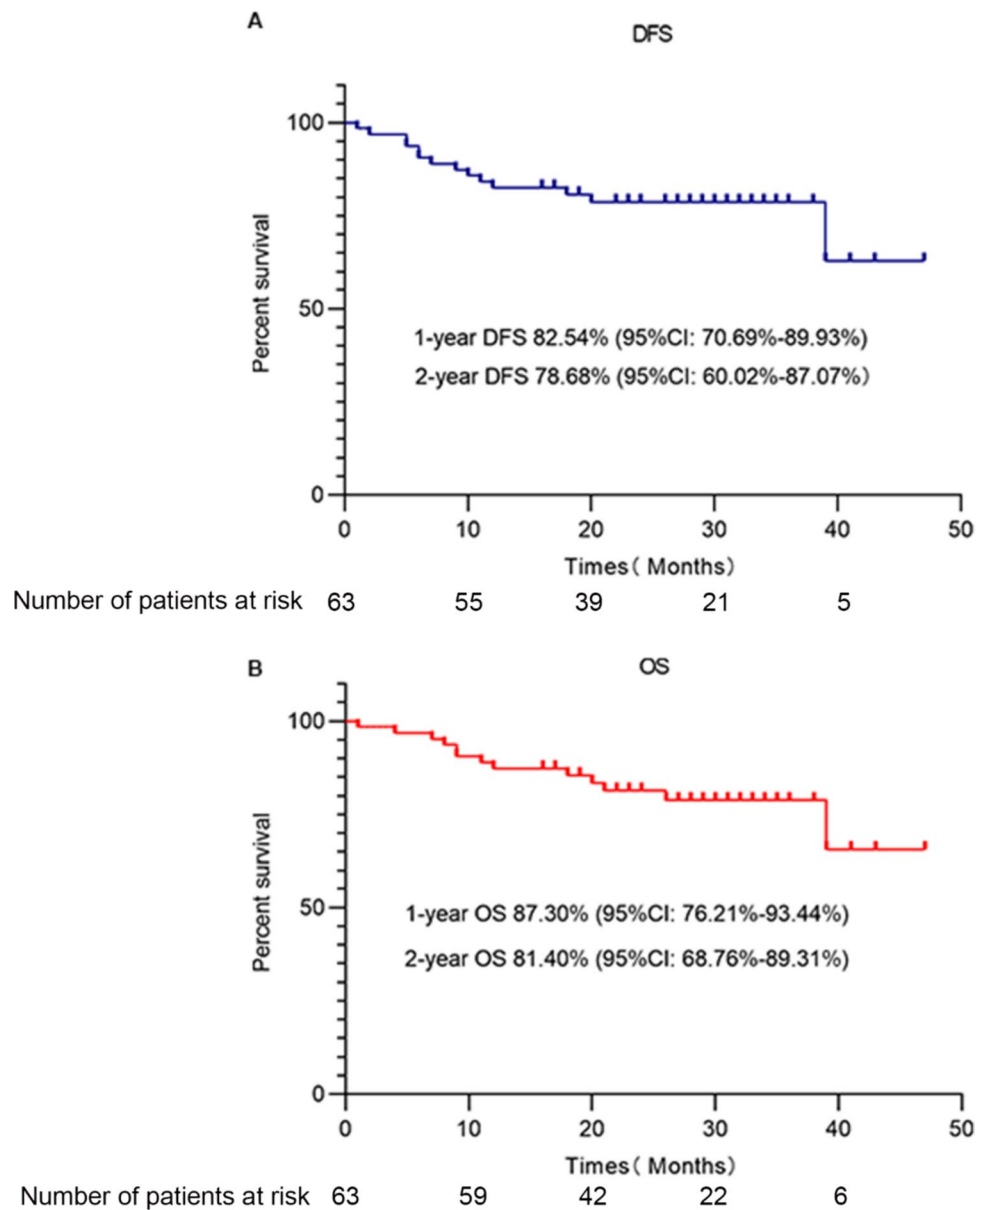 A
DFS
100
50
0
Percent survival
1-year DFS 82.54% (95%CI: 70.69%-89.93%)
2-year DFS 78.68% (95%CI: 60.02%-87.07%)
0 10 20 30 40 50
Times( Months)
Number of patients at risk 63 55 39 21 5
B
OS
100
50
0
Percent survival
1-year OS 87.30% (95%CI: 76.21%-93.44%)
2-year OS 81.40% (95%CI: 68.76%-89.31%)
0 10 20 30 40 50
Times( Months)
Number of patients at risk 63 59 42 22 6